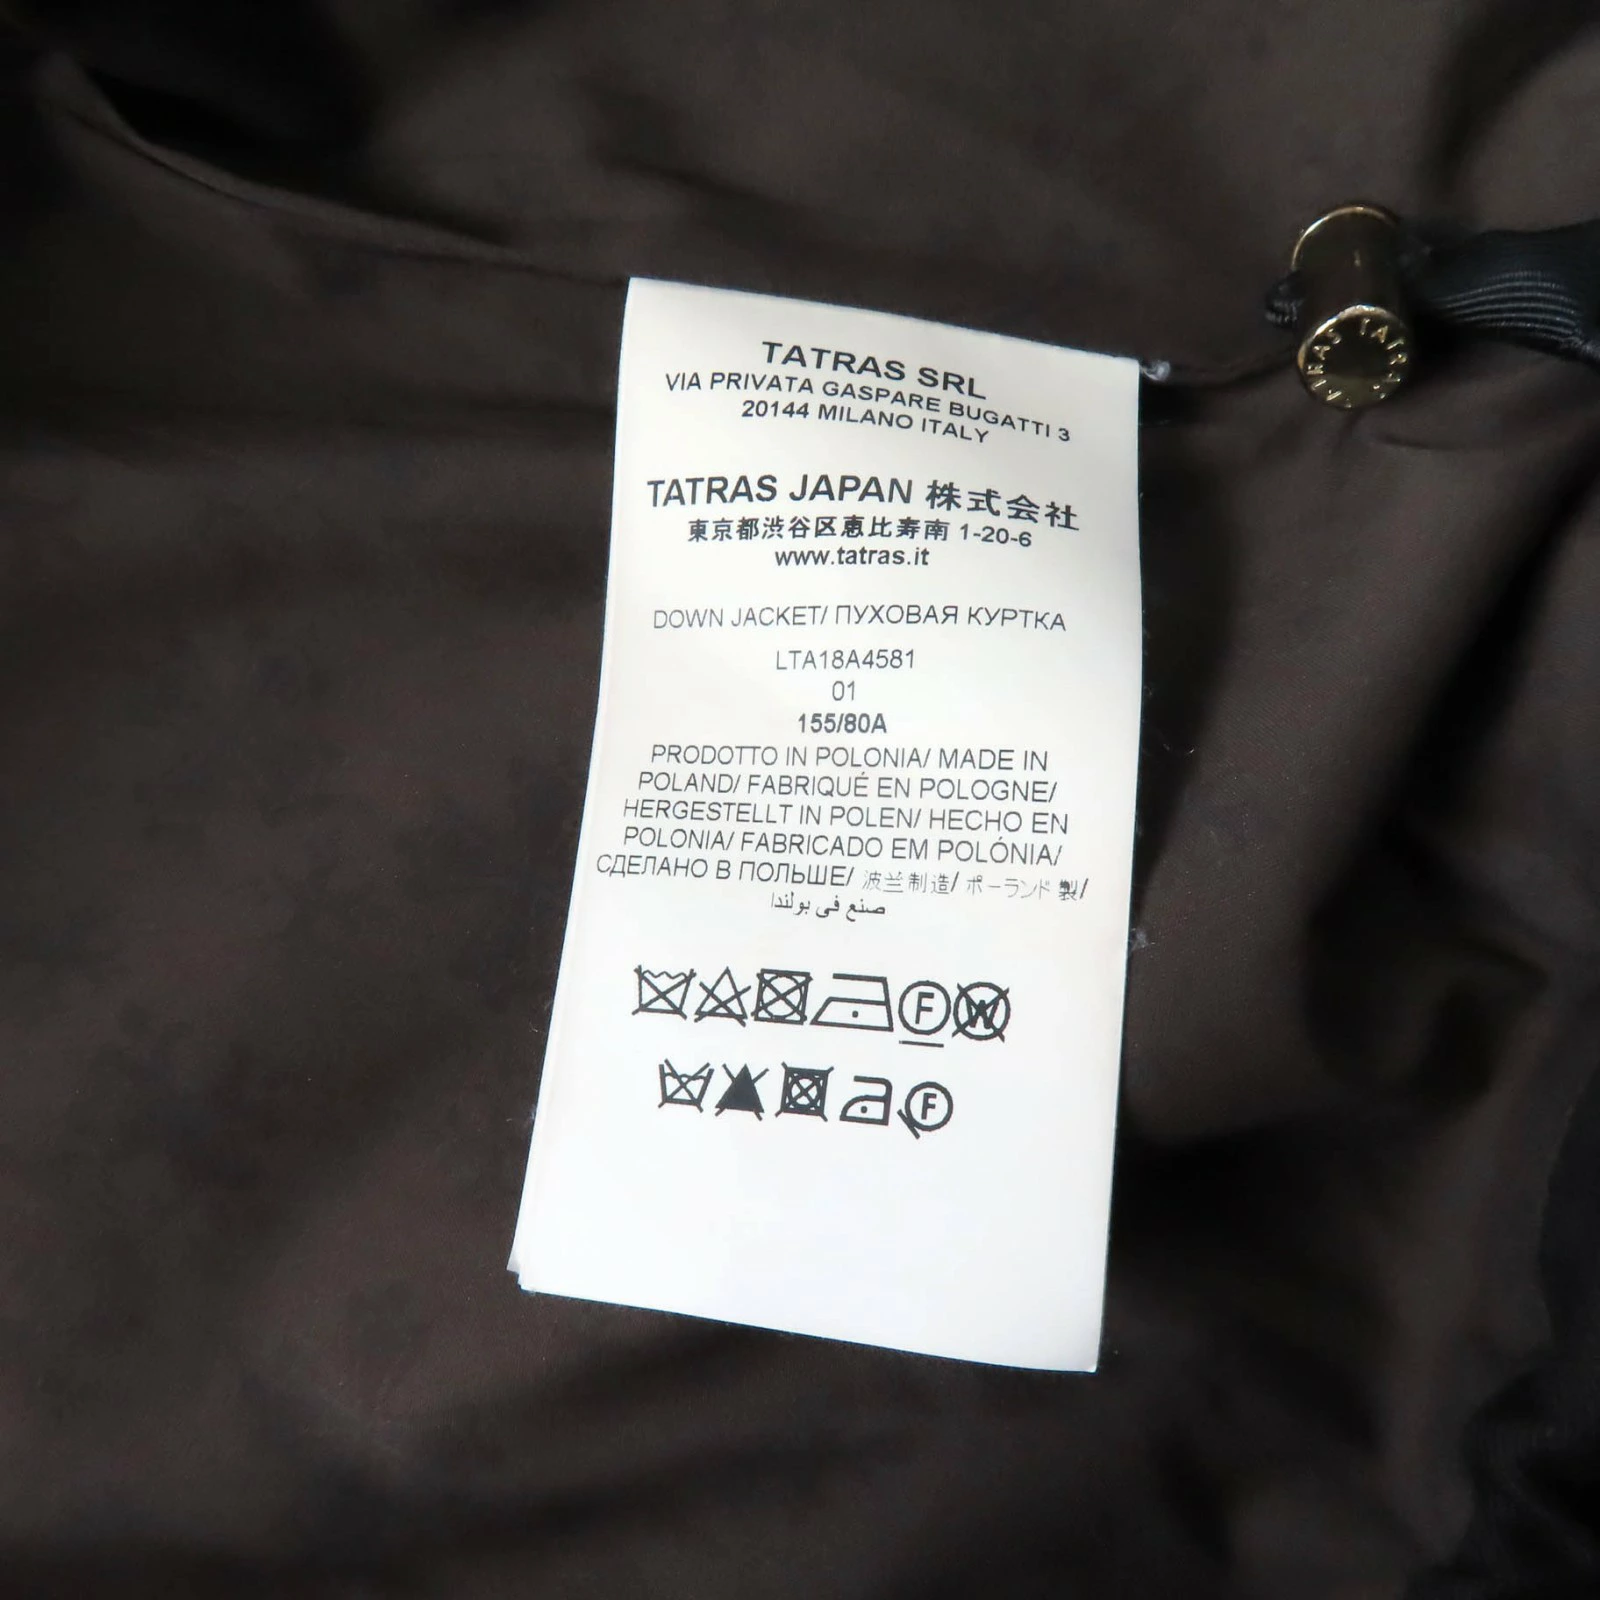 TATRAS SRL
VIA PRIVATA GASPARE BUGATTI 3
20144 MILANO ITALY
TATRAS JAPAN 株式会社
東京都渋谷区恵比寿南 1-20-6
www.tatras.it
DOWN JACKET/ ПУХОВАЯ КУРТКА
LTA18A4581
01
155/80A
PRODOTTO IN POLONIA/ MADE IN
POLAND/ FABRIQUÉ EN POLOGNE/
HERGESTELLT IN POLEN/ HECHO EN
POLONIA/ FABRICADO EM POLÓNIA/
СДЕЛАНО В ПОЛЬШЕ/ 波兰制造/ ポーランド 製/
صنع في بولندا
F W
F
TATRAS TATRAS